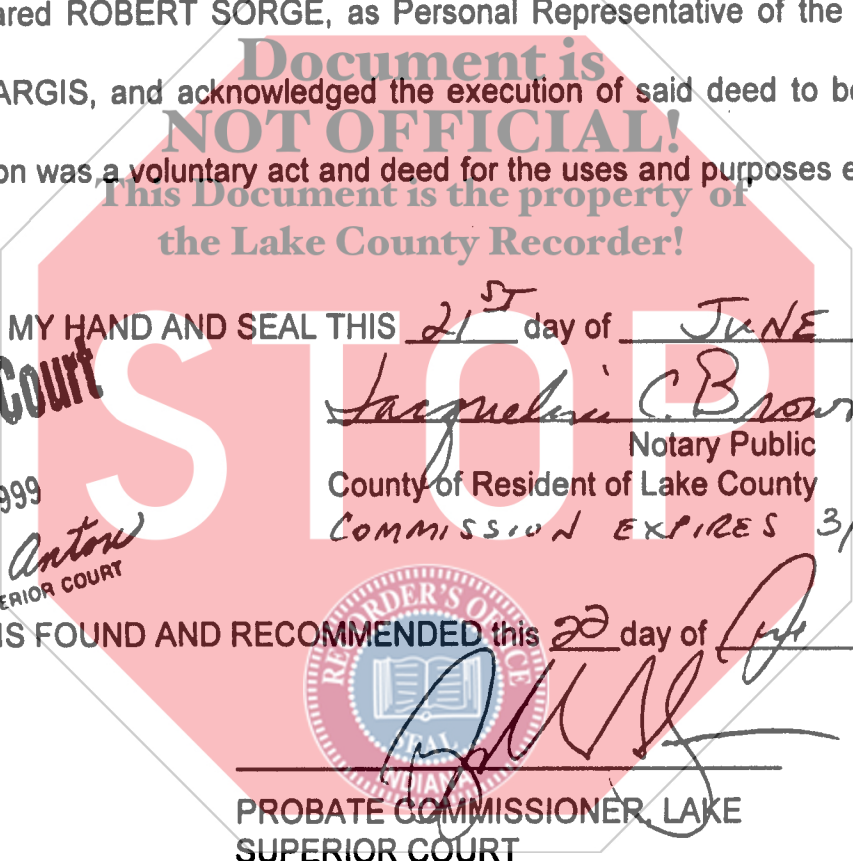 ared ROBERT SORGE, as Personal Representative of the
Document is
ARGIS, and acknowledged the execution of said deed to be
NOT OFFICIAL!
on was a voluntary act and deed for the uses and purposes e
This Document is the property of
the Lake County Recorder!
STOP
MY HAND AND SEAL THIS 21ST day of JUNE
Court
Jacqueline C. Brown
Notary Public
999
County of Resident of Lake County
COMMISSION EXPIRES 3/
Anton
ERIOR COURT
RECORDER'S OFFICE
IS FOUND AND RECOMMENDED this 22 day of
SEAL
INDIANA
PROBATE COMMISSIONER, LAKE
SUPERIOR COURT